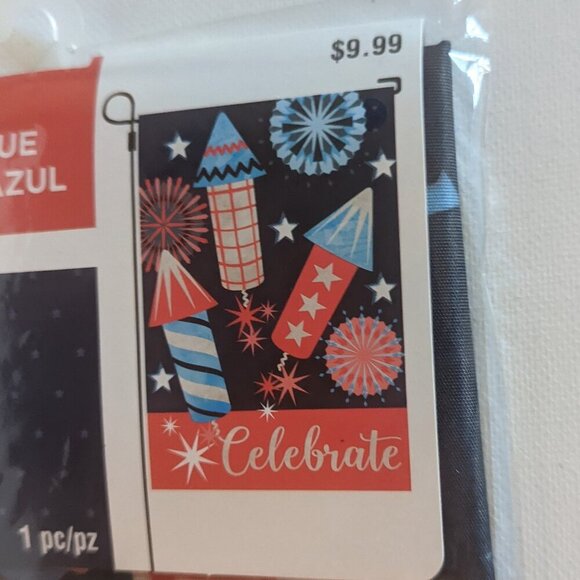 $9.99
UE
AZUL
Celebrate
1 pc/pz